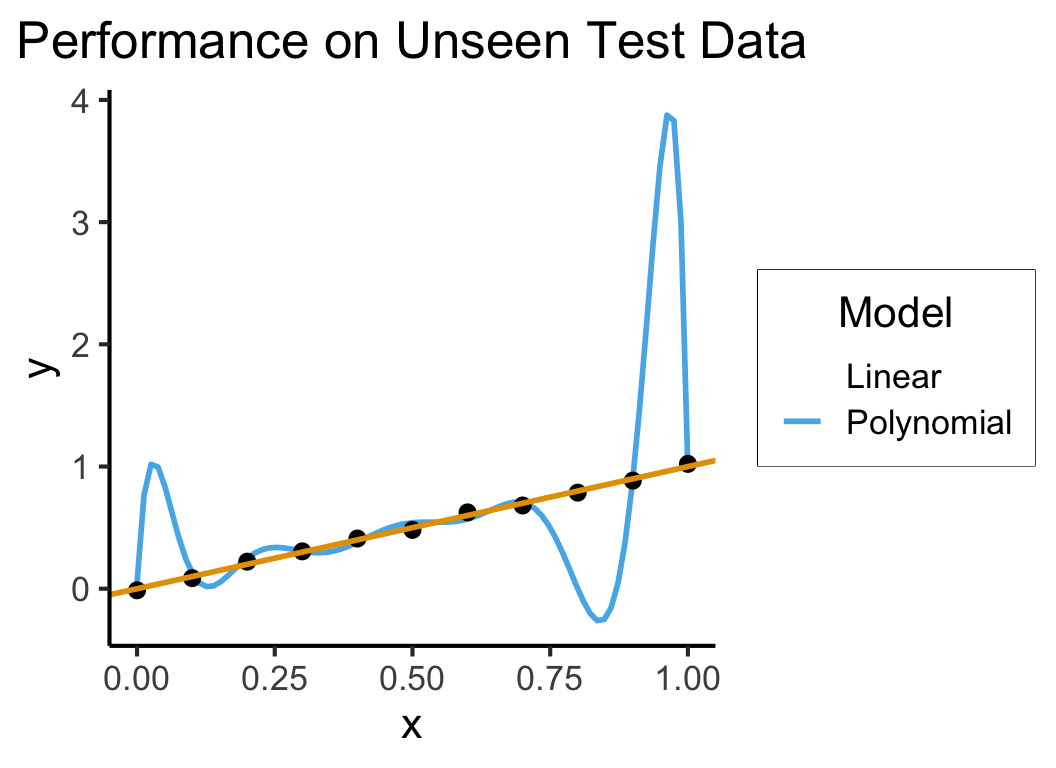 Performance on Unseen Test Data
4
3
2
1
0
y
0.00 0.25 0.50 0.75 1.00
x
Model
Linear
Polynomial